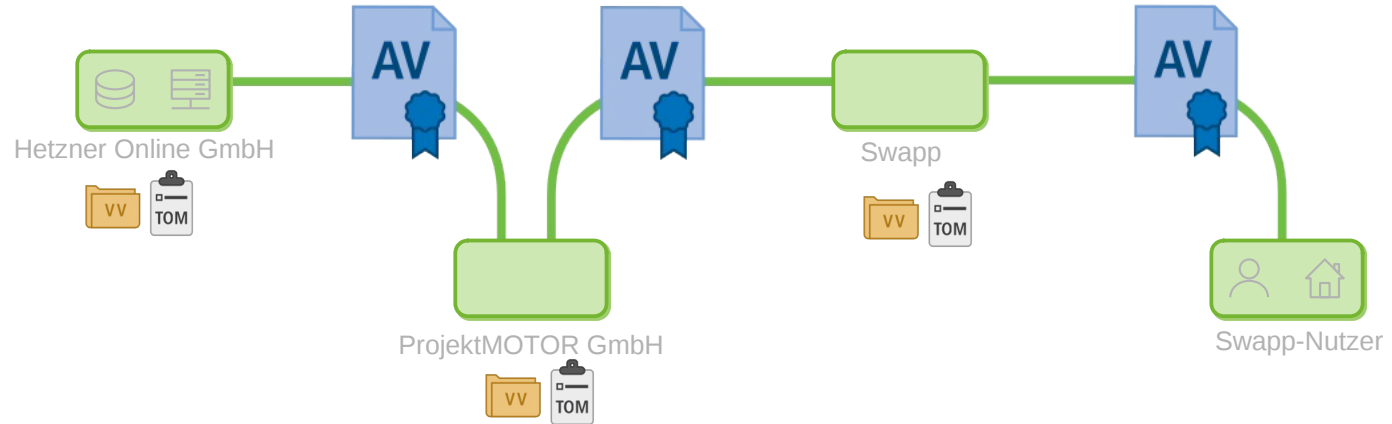 AV
AV
AV
Hetzner Online GmbH
VV
TOM
Swapp
VV
TOM
ProjektMOTOR GmbH
VV
TOM
Swapp-Nutzer